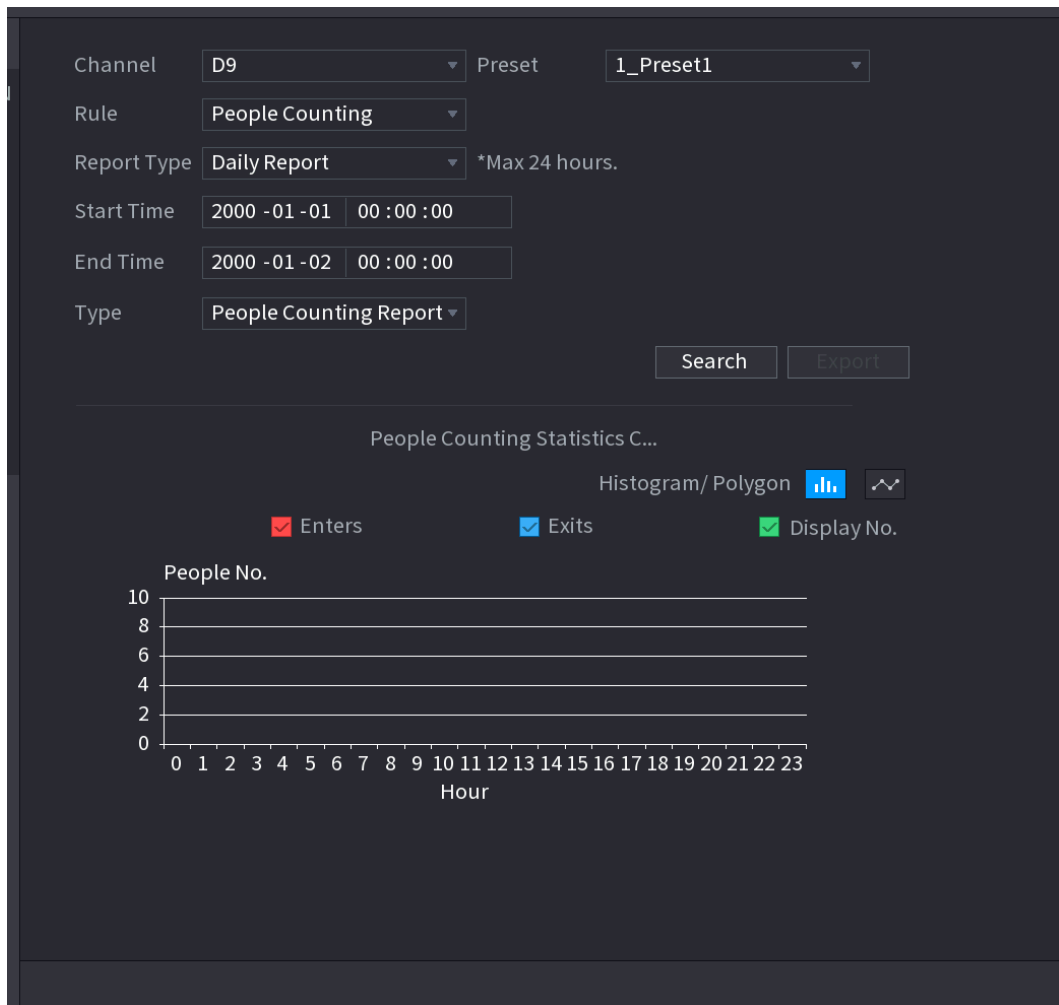 Channel D9 Preset 1_Preset1
Rule People Counting
Report Type Daily Report *Max 24 hours.
Start Time 2000 -01 -01 00 :00 :00
End Time 2000 -01 -02 00 :00 :00
Type People Counting Report
Search Export
People Counting Statistics C...
Histogram/ Polygon
Enters Exits Display No.
People No.
10
8
6
4
2
0
0 1 2 3 4 5 6 7 8 9 10 11 12 13 14 15 16 17 18 19 20 21 22 23
Hour